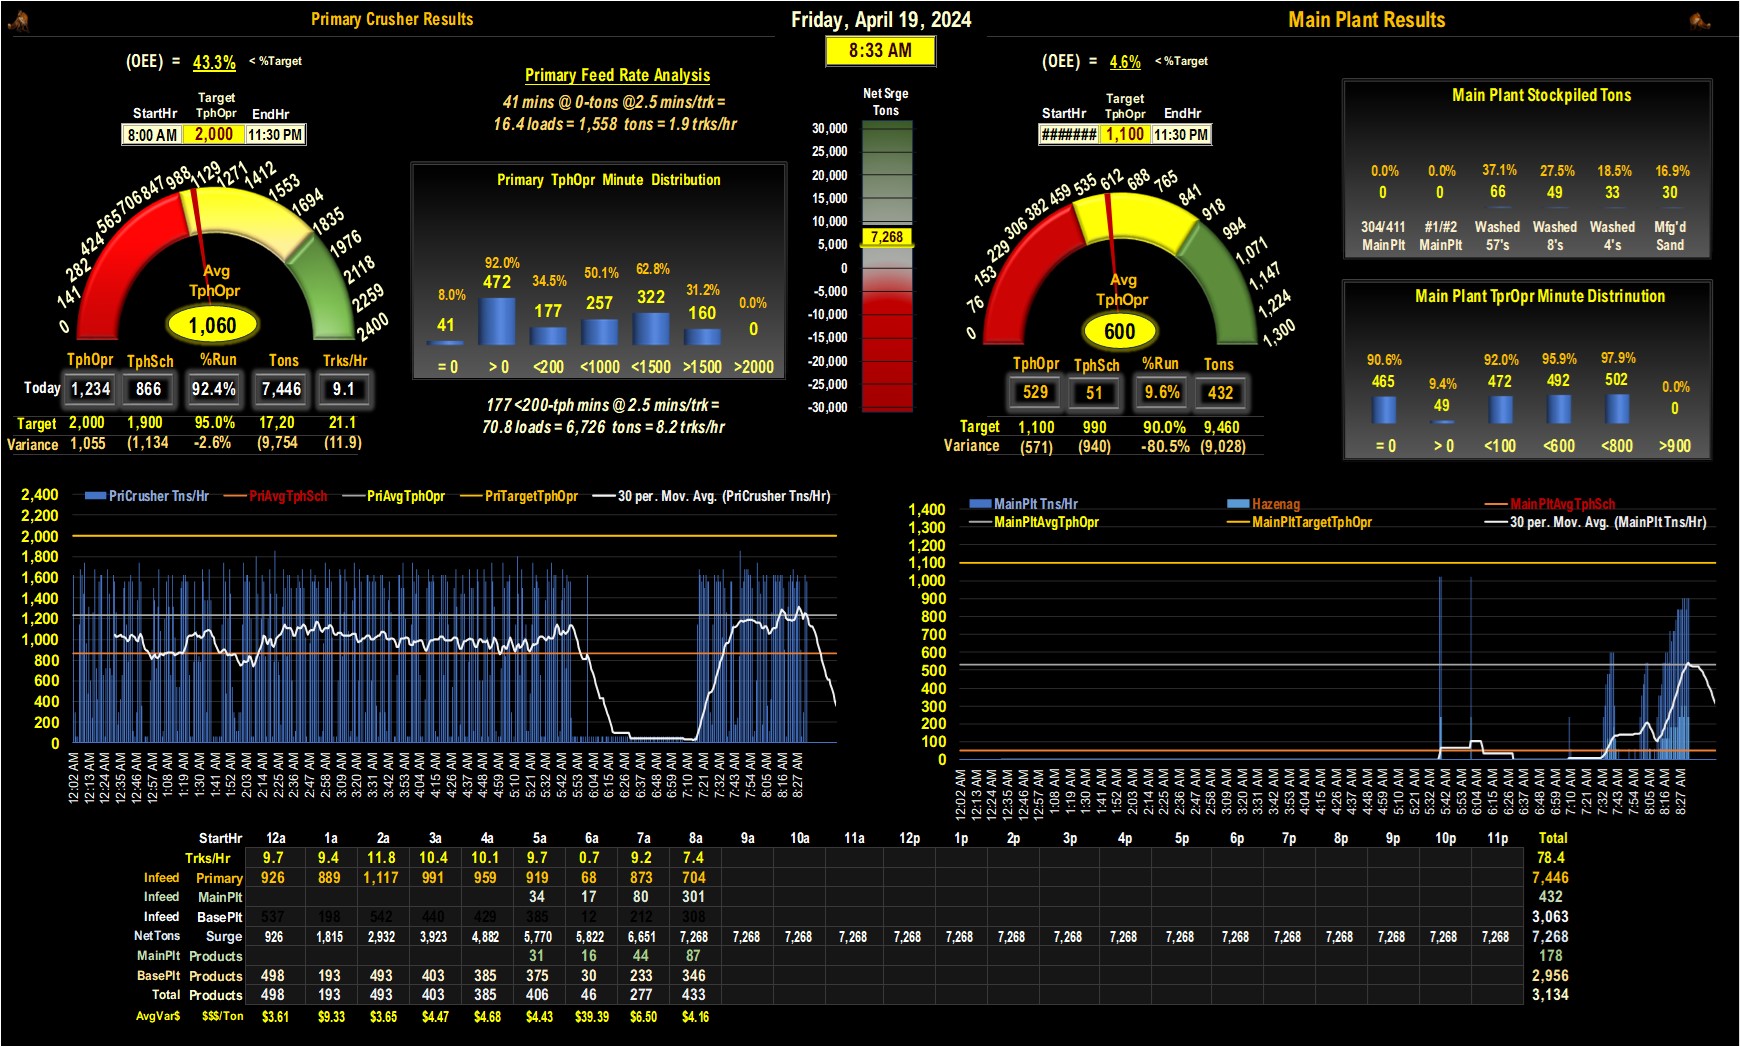 Primary Crusher Results
Friday, April 19, 2024
Main Plant Results
8:33 AM
(OEE) = 43.3% < %Target
StartHr Target TphOpr EndHr
8:00 AM 2,000 11:30 PM
0 141 282 424 565 706 847 988 1129 1271 1412 1553 1694 1835 1976 2118 2259 2400
Avg
TphOpr
1,060
TphOpr TphSch %Run Tons Trks/Hr
Today 1,234 866 92.4% 7,446 9.1
Target 2,000 1,900 95.0% 17,20 21.1
Variance 1,055 (1,134 -2.6% (9,754 (11.9)
Primary Feed Rate Analysis
41 mins @ 0-tons @2.5 mins/trk =
16.4 loads = 1,558 tons = 1.9 trks/hr
Primary TphOpr Minute Distribution
8.0% 92.0% 34.5% 50.1% 62.8% 31.2% 0.0%
41 472 177 257 322 160 0
= 0 > 0 <200 <1000 <1500 >1500 >2000
177 <200-tph mins @ 2.5 mins/trk =
70.8 loads = 6,726 tons = 8.2 trks/hr
Net Srge
Tons
30,000
25,000
20,000
15,000
10,000
7,268
5,000
0
-5,000
-10,000
-15,000
-20,000
-25,000
-30,000
(OEE) = 4.6% < %Target
StartHr Target TphOpr EndHr
####### 1,100 11:30 PM
0 76 153 229 306 382 459 535 612 688 765 841 918 994 1,071 1,147 1,224 1,300
Avg
TphOpr
600
TphOpr TphSch %Run Tons
529 51 9.6% 432
Target 1,100 990 90.0% 9,460
Variance (571) (940) -80.5% (9,028)
Main Plant Stockpiled Tons
0.0% 0.0% 37.1% 27.5% 18.5% 16.9%
0 0 66 49 33 30
304/411 #1/#2 Washed Washed Washed Mfg'd
MainPlt MainPlt 57's 8's 4's Sand
Main Plant TprOpr Minute Distrinution
90.6% 9.4% 92.0% 95.9% 97.9% 0.0%
465 49 472 492 502 0
= 0 > 0 <100 <600 <800 >900
PriCrusher Tns/Hr PriAvgTphSch PriAvgTphOpr PriTargetTphOpr 30 per. Mov. Avg. (PriCrusher Tns/Hr)
2,400
2,200
2,000
1,800
1,600
1,400
1,200
1,000
800
600
400
200
0
12:02 AM 12:13 AM 12:24 AM 12:35 AM 12:46 AM 12:57 AM 1:08 AM 1:19 AM 1:30 AM 1:41 AM 1:52 AM 2:03 AM 2:14 AM 2:25 AM 2:36 AM 2:47 AM 2:58 AM 3:09 AM 3:20 AM 3:31 AM 3:42 AM 3:53 AM 4:04 AM 4:15 AM 4:26 AM 4:37 AM 4:48 AM 4:59 AM 5:10 AM 5:21 AM 5:32 AM 5:42 AM 5:53 AM 6:04 AM 6:15 AM 6:26 AM 6:37 AM 6:48 AM 6:59 AM 7:10 AM 7:21 AM 7:32 AM 7:43 AM 7:54 AM 8:05 AM 8:16 AM 8:27 AM
MainPlt Tns/Hr Hazenag MainPltAvgTphSch
MainPltAvgTphOpr MainPltTargetTphOpr 30 per. Mov. Avg. (MainPlt Tns/Hr)
1,400
1,300
1,200
1,100
1,000
900
800
700
600
500
400
300
200
100
0
12:02 AM 12:13 AM 12:24 AM 12:35 AM 12:46 AM 12:57 AM 1:08 AM 1:19 AM 1:30 AM 1:41 AM 1:52 AM 2:03 AM 2:14 AM 2:25 AM 2:36 AM 2:47 AM 2:58 AM 3:09 AM 3:20 AM 3:31 AM 3:42 AM 3:53 AM 4:04 AM 4:15 AM 4:26 AM 4:37 AM 4:48 AM 4:59 AM 5:10 AM 5:21 AM 5:32 AM 5:42 AM 5:53 AM 6:04 AM 6:15 AM 6:26 AM 6:37 AM 6:48 AM 6:59 AM 7:10 AM 7:21 AM 7:32 AM 7:43 AM 7:54 AM 8:05 AM 8:16 AM 8:27 AM
StartHr 12a 1a 2a 3a 4a 5a 6a 7a 8a 9a 10a 11a 12p 1p 2p 3p 4p 5p 6p 7p 8p 9p 10p 11p Total
Trks/Hr 9.7 9.4 11.8 10.4 10.1 9.7 0.7 9.2 7.4 78.4
Infeed Primary 926 889 1,117 991 959 919 68 873 704 7,446
Infeed MainPlt 34 17 80 301 432
Infeed BasePlt 537 198 542 440 429 385 12 212 308 3,063
NetTons Surge 926 1,815 2,932 3,923 4,882 5,770 5,822 6,651 7,268 7,268 7,268 7,268 7,268 7,268 7,268 7,268 7,268 7,268 7,268 7,268 7,268 7,268 7,268 7,268 7,268
MainPlt Products 31 16 44 87 178
BasePlt Products 498 193 493 403 385 375 30 233 346 2,956
Total Products 498 193 493 403 385 406 46 277 433 3,134
AvgVar$ $$$/Ton $3.61 $9.33 $3.65 $4.47 $4.68 $4.43 $39.39 $6.50 $4.16